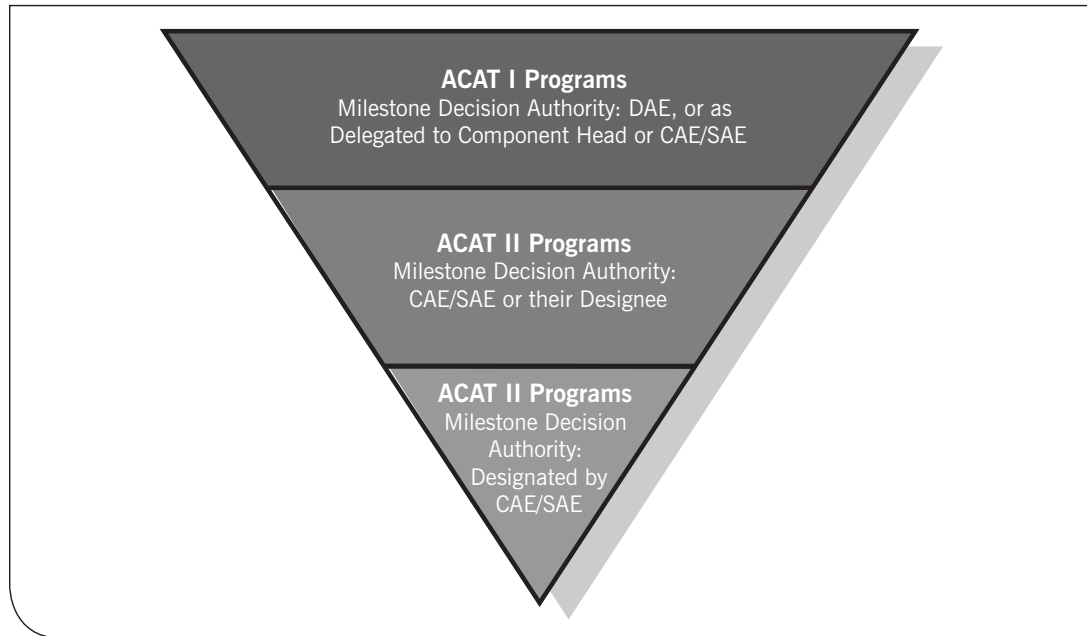 ACAT I Programs
Milestone Decision Authority: DAE, or as
Delegated to Component Head or CAE/SAE
ACAT II Programs
Milestone Decision Authority:
CAE/SAE or their Designee
ACAT II Programs
Milestone Decision
Authority:
Designated by
CAE/SAE